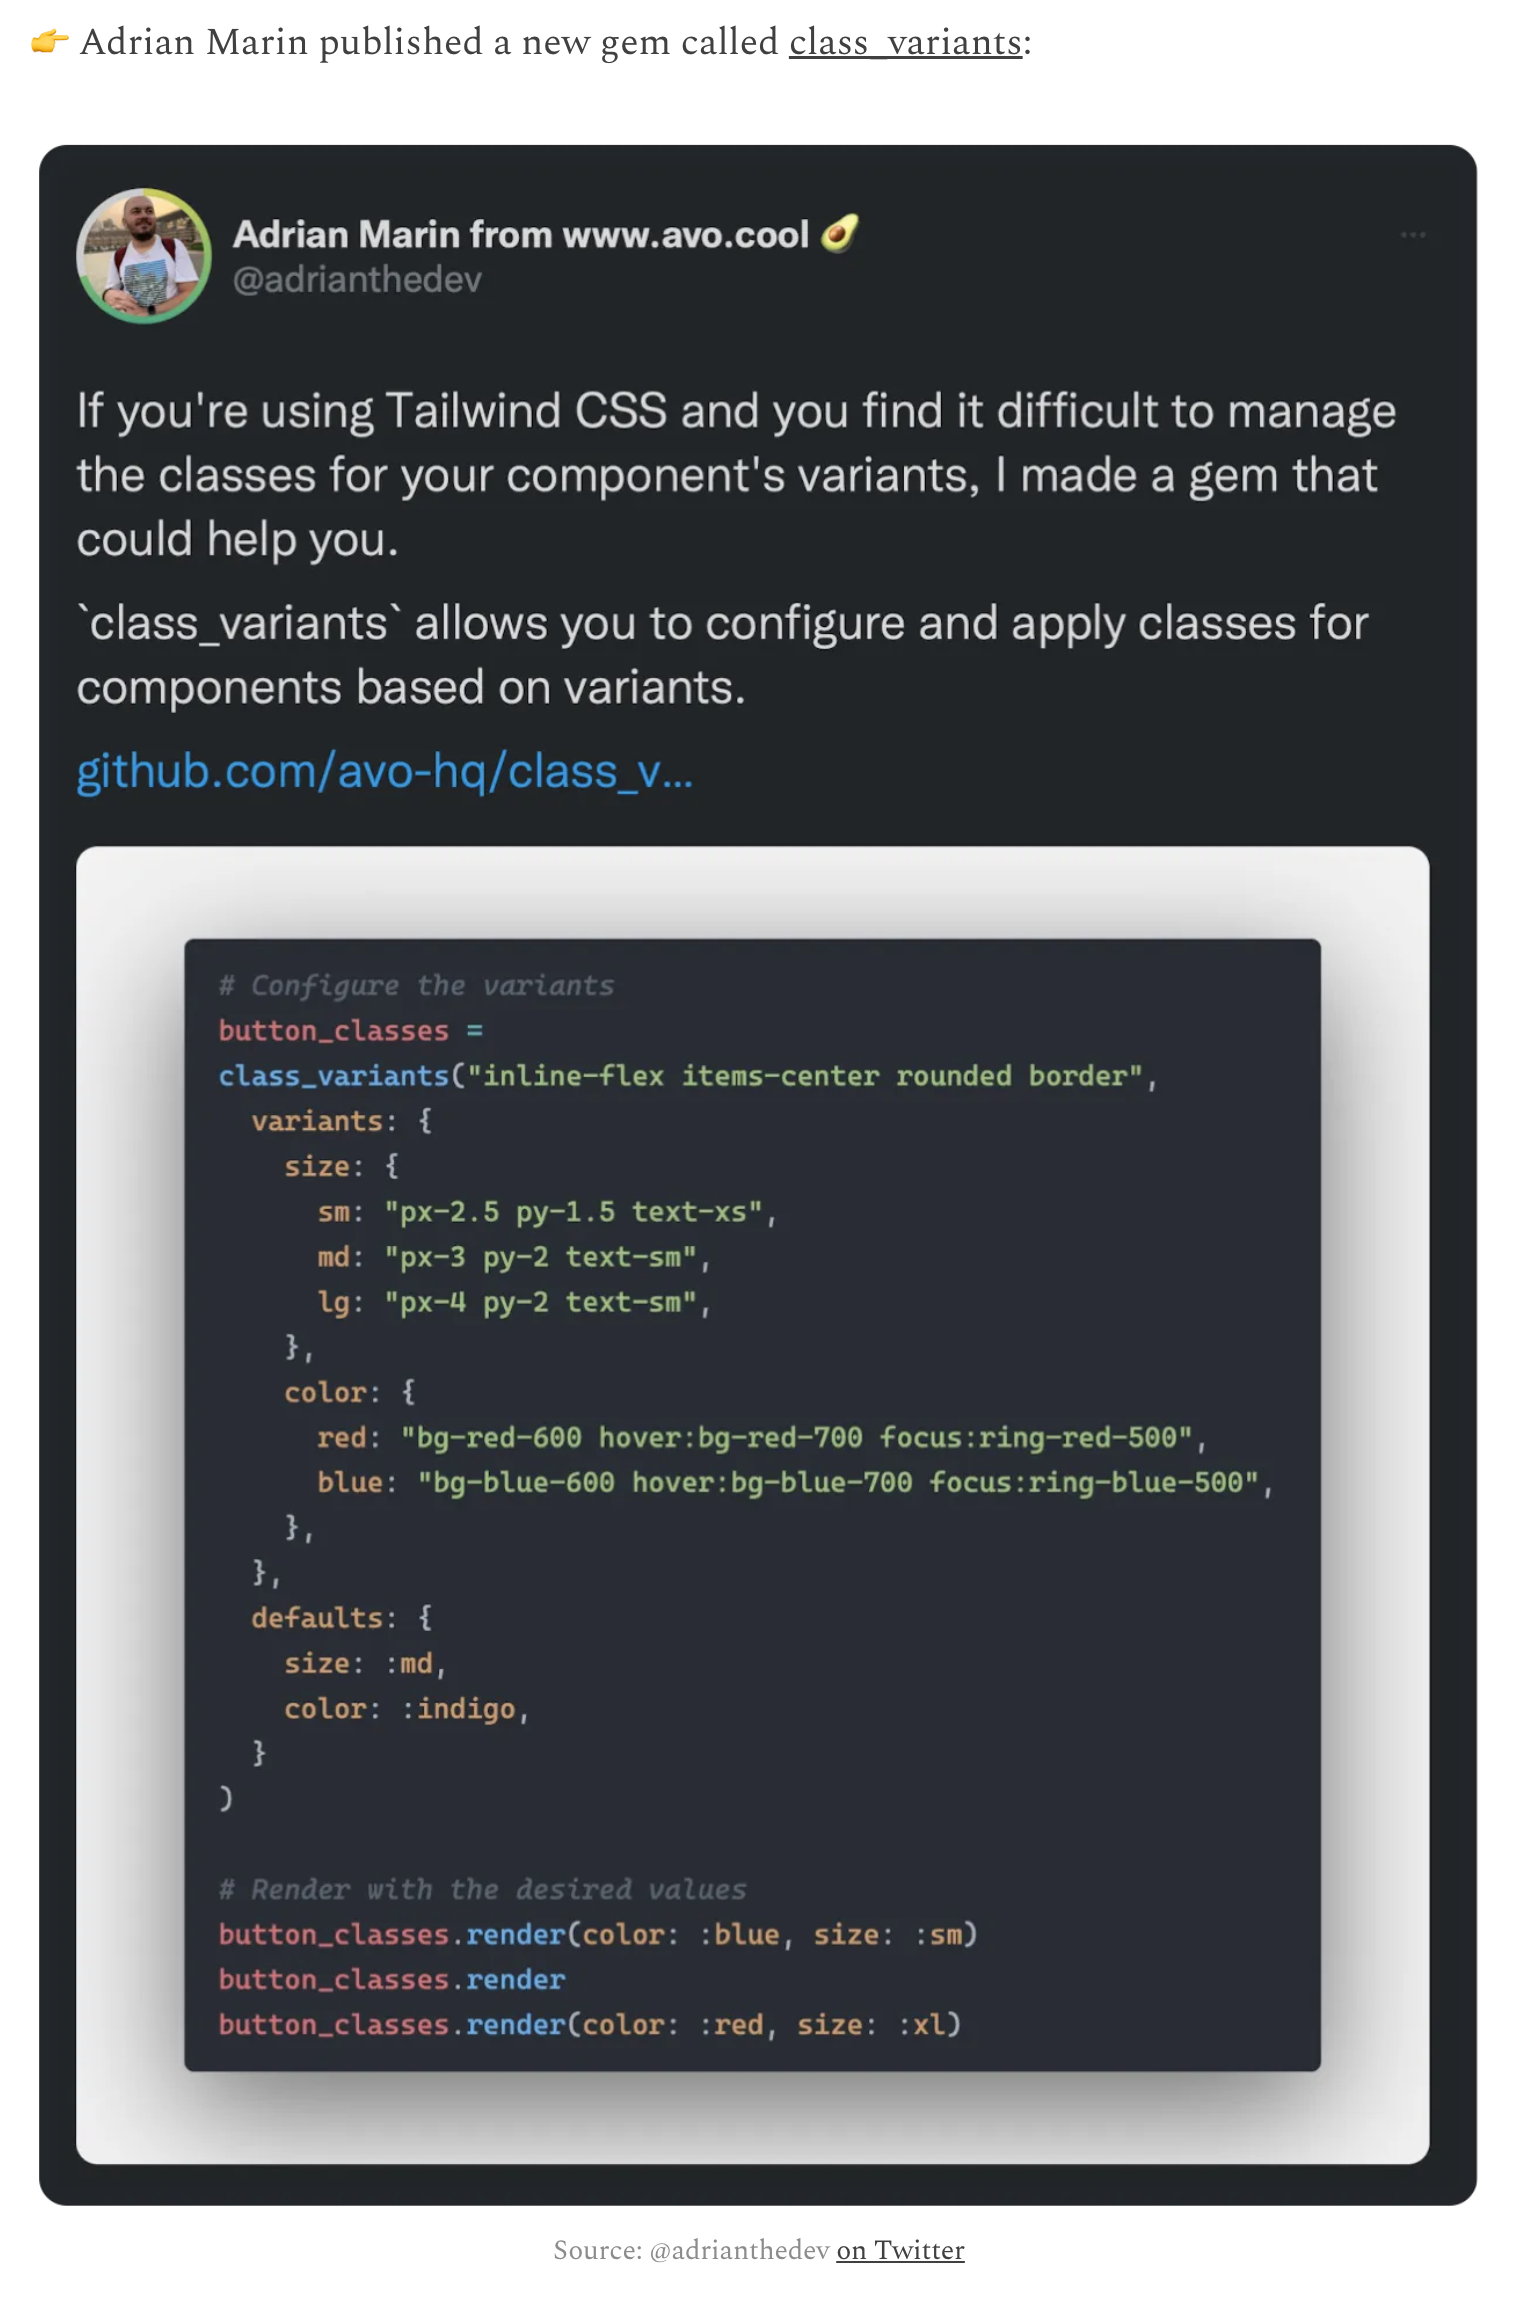 👉 Adrian Marin published a new gem called class_variants:
Adrian Marin from www.avo.cool 🥑
@adrianthedev
If you're using Tailwind CSS and you find it difficult to manage
the classes for your component's variants, I made a gem that
could help you.
`class_variants` allows you to configure and apply classes for
components based on variants.
github.com/avo-hq/class_v...
# Configure the variants
button_classes =
class_variants("inline-flex items-center rounded border",
  variants: {
    size: {
      sm: "px-2.5 py-1.5 text-xs",
      md: "px-3 py-2 text-sm",
      lg: "px-4 py-2 text-sm",
    },
    color: {
      red: "bg-red-600 hover:bg-red-700 focus:ring-red-500",
      blue: "bg-blue-600 hover:bg-blue-700 focus:ring-blue-500",
    },
  },
  defaults: {
    size: :md,
    color: :indigo,
  }
)
# Render with the desired values
button_classes.render(color: :blue, size: :sm)
button_classes.render
button_classes.render(color: :red, size: :xl)
Source: @adrianthedev on Twitter